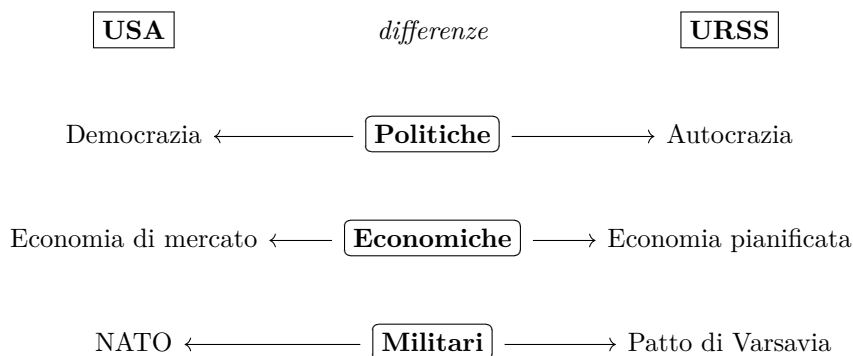 USA differenze URSS
Democrazia Politiche Autocrazia
Economia di mercato Economiche Economia pianificata
NATO Militari Patto di Varsavia